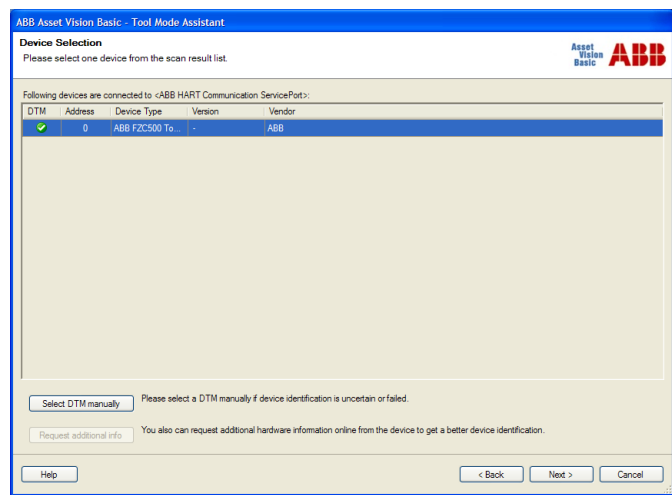 ABB Asset Vision Basic - Tool Mode Assistant
Device Selection
Please select one device from the scan result list.
Asset
Vision
Basic
ABB
Following devices are connected to <ABB HART Communication ServicePort>:
DTM Address Device Type Version Vendor
0 ABB FZC500 To... - ABB
Select DTM manually Please select a DTM manually if device identification is uncertain or failed.
Request additional info You also can request additional hardware information online from the device to get a better device identification.
Help < Back Next > Cancel